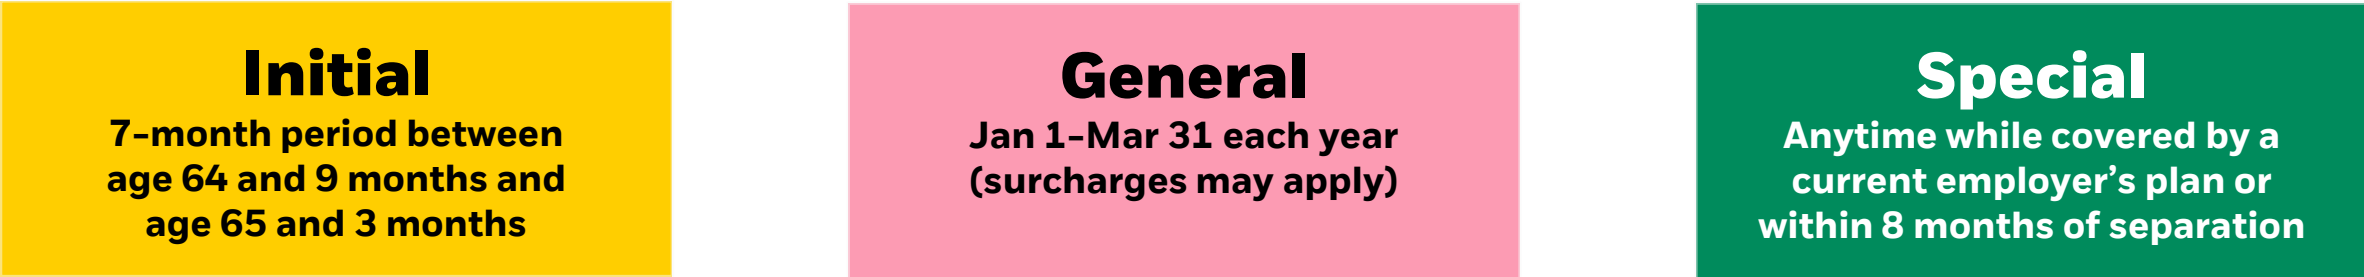 Initial
7-month period between
age 64 and 9 months and
age 65 and 3 months
General
Jan 1-Mar 31 each year
(surcharges may apply)
Special
Anytime while covered by a
current employer’s plan or
within 8 months of separation